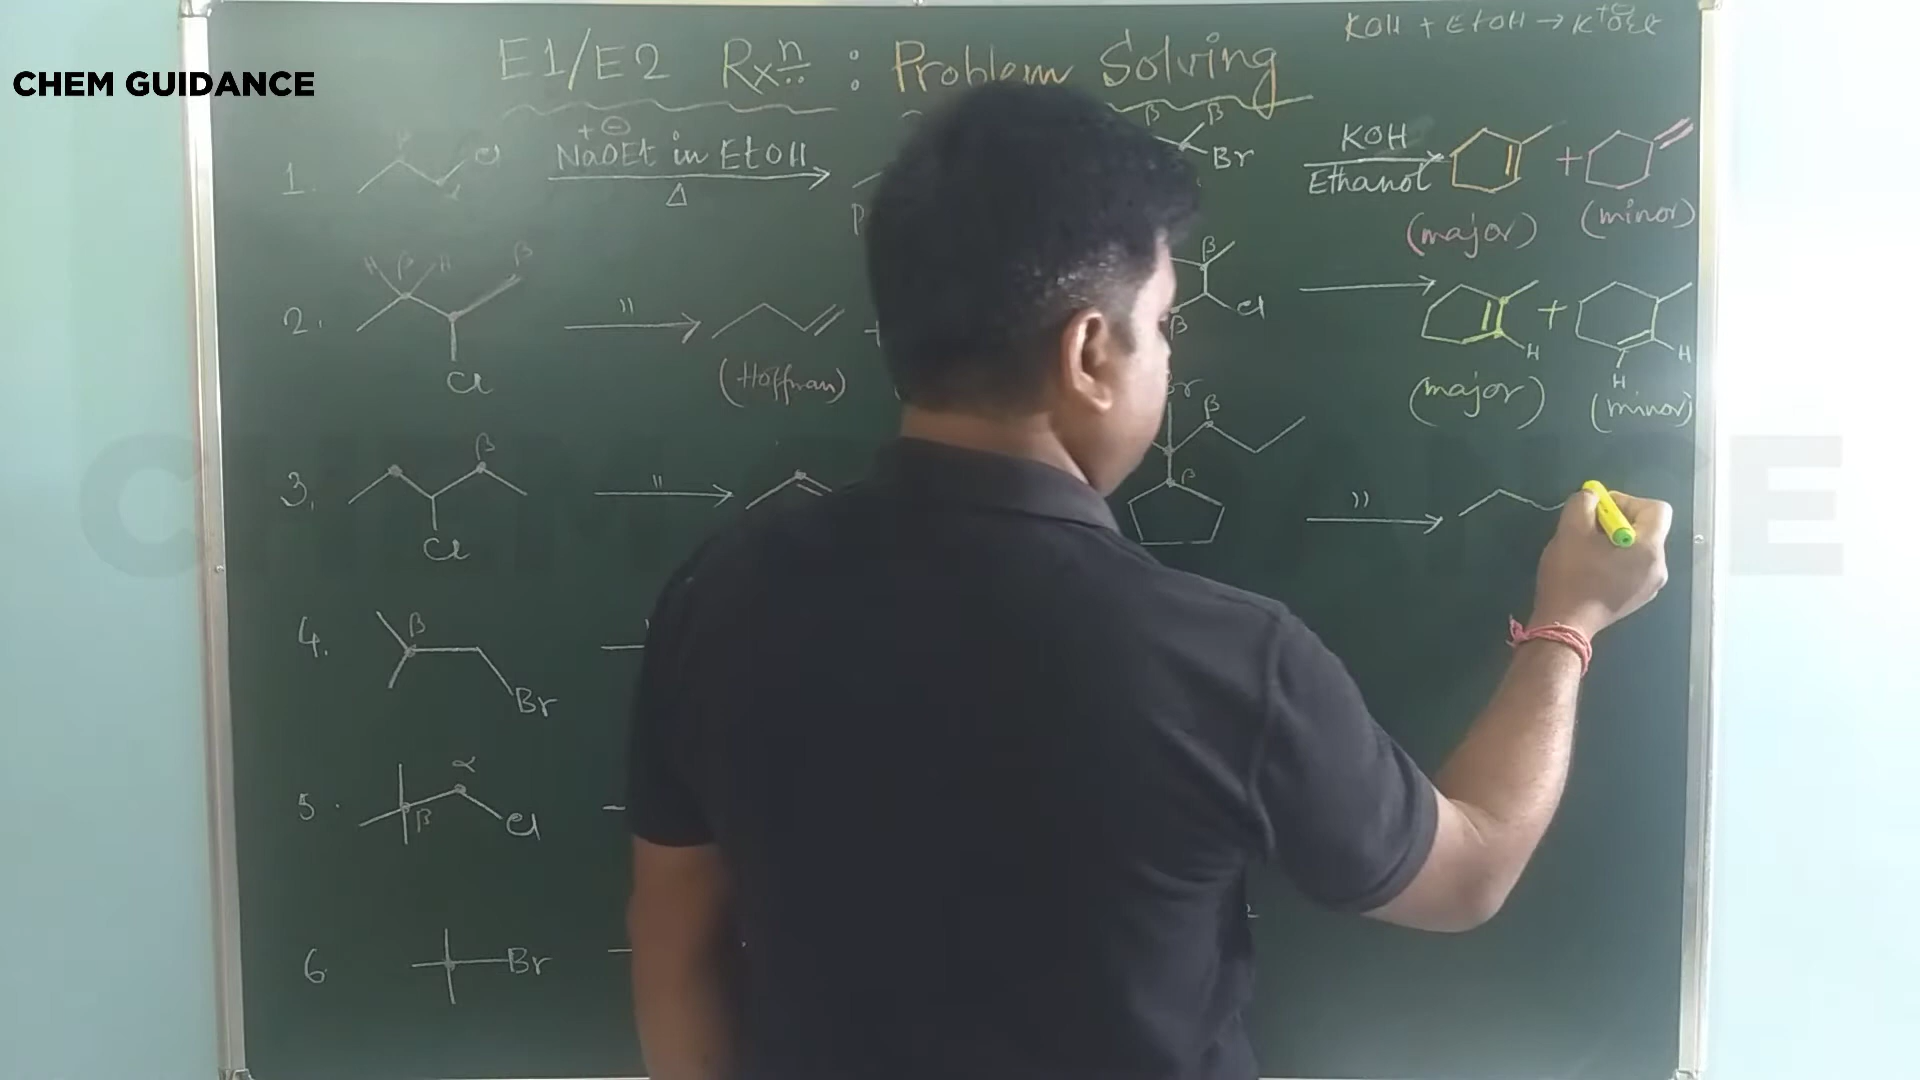 CHEM GUIDANCE
KOH + EtOH → K⁺ ⊖OEt
E1/E2 Rxn : Problem Solving
1.
β
Cl
α
+ ⊖
NaOEt in EtOH
Δ
β β
Br
KOH
Ethanol
+
(major) (minor)
2.
H β H
β
Cl
"
(Hoffman)
β
Cl
β
+
H
H
H
(major) (minor)
3.
β
Cl
"
Br
β
β
"
4.
β
Br
5.
α
β
Cl
6
Br